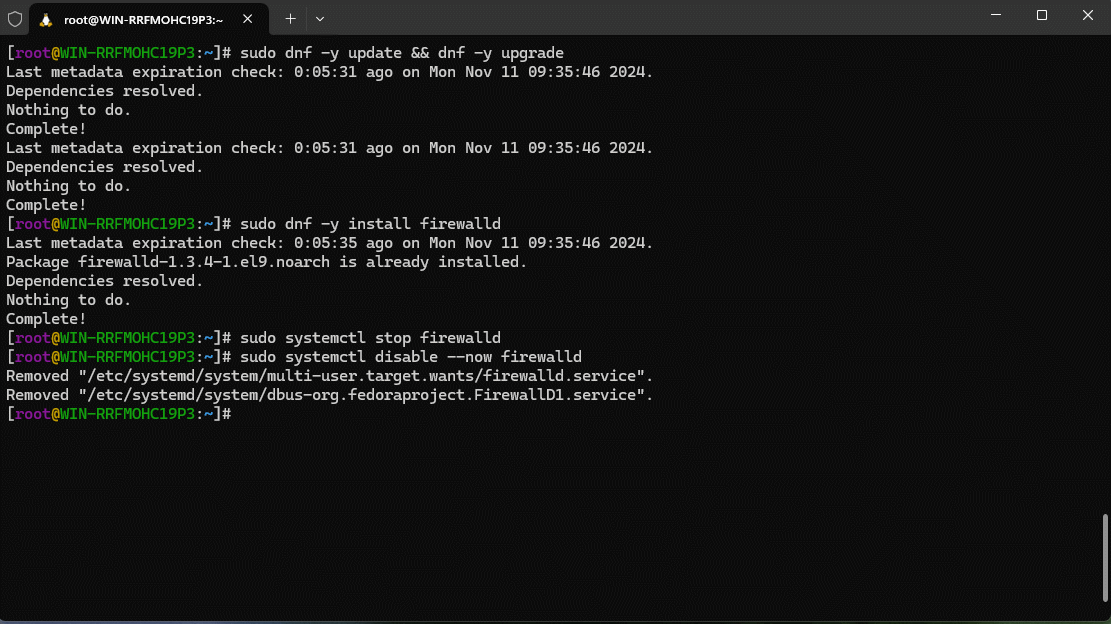 root@WIN-RRFMOHC19P3:~
[root@WIN-RRFMOHC19P3:~]# sudo dnf -y update && dnf -y upgrade
Last metadata expiration check: 0:05:31 ago on Mon Nov 11 09:35:46 2024.
Dependencies resolved.
Nothing to do.
Complete!
Last metadata expiration check: 0:05:31 ago on Mon Nov 11 09:35:46 2024.
Dependencies resolved.
Nothing to do.
Complete!
[root@WIN-RRFMOHC19P3:~]# sudo dnf -y install firewalld
Last metadata expiration check: 0:05:35 ago on Mon Nov 11 09:35:46 2024.
Package firewalld-1.3.4-1.el9.noarch is already installed.
Dependencies resolved.
Nothing to do.
Complete!
[root@WIN-RRFMOHC19P3:~]# sudo systemctl stop firewalld
[root@WIN-RRFMOHC19P3:~]# sudo systemctl disable --now firewalld
Removed "/etc/systemd/system/multi-user.target.wants/firewalld.service".
Removed "/etc/systemd/system/dbus-org.fedoraproject.FirewallD1.service".
[root@WIN-RRFMOHC19P3:~]#